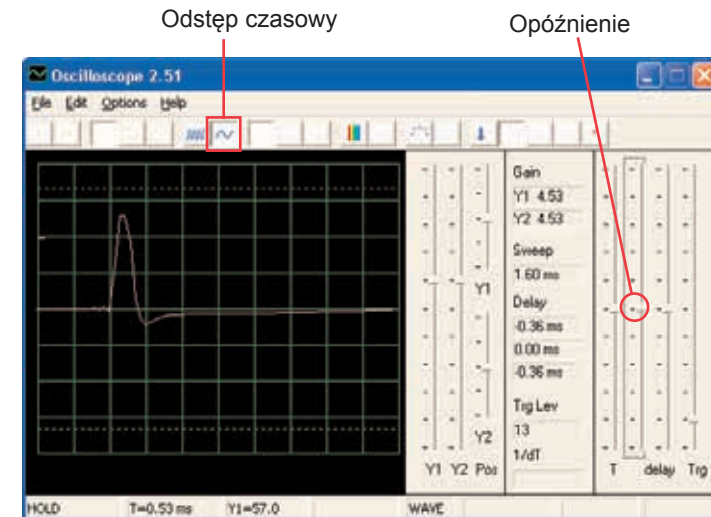 Odstęp czasowy
Opóźnienie
Oscilloscope 2.51
File Edit Options Help
Gain
Y1 4.53
Y2 4.53
Sweep
1.60 ms
Y1
Delay
-0.36 ms
0.00 ms
-0.36 ms
Trg Lev
13
Y2
1/dT
Y1 Y2 Pos
T delay Trg
HOLD T=0.53 ms Y1=57.0 WAVE